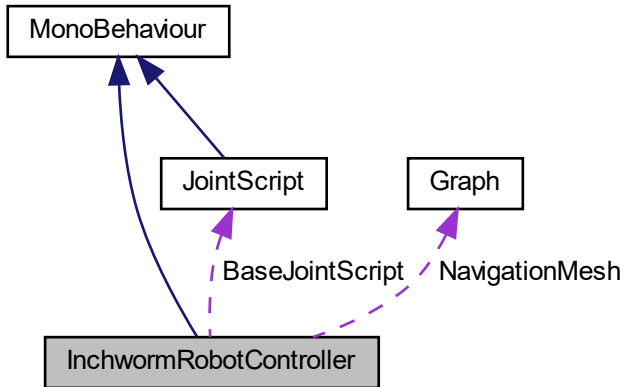 MonoBehaviour
JointScript
Graph
BaseJointScript
NavigationMesh
InchwormRobotController